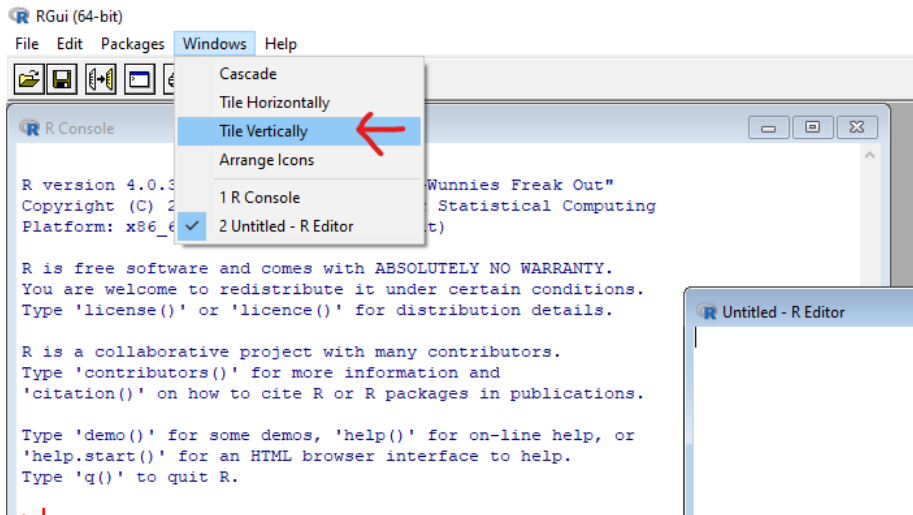 RGui (64-bit)
File Edit Packages Windows Help
Cascade
Tile Horizontally
Tile Vertically
Arrange Icons
1 R Console
2 Untitled - R Editor
R Console
R version 4.0.3 -Wunnies Freak Out"
Copyright (C) 2 Statistical Computing
Platform: x86_6 t)
R is free software and comes with ABSOLUTELY NO WARRANTY.
You are welcome to redistribute it under certain conditions.
Type 'license()' or 'licence()' for distribution details.
R is a collaborative project with many contributors.
Type 'contributors()' for more information and
'citation()' on how to cite R or R packages in publications.
Type 'demo()' for some demos, 'help()' for on-line help, or
'help.start()' for an HTML browser interface to help.
Type 'q()' to quit R.
Untitled - R Editor